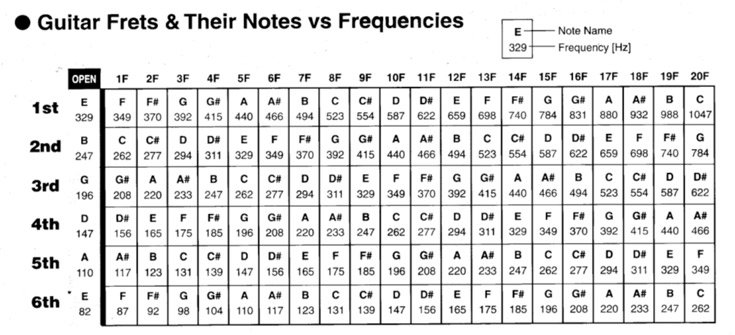 ● Guitar Frets & Their Notes vs Frequencies
E Note Name
329 Frequency [Hz]
OPEN 1F 2F 3F 4F 5F 6F 7F 8F 9F 10F 11F 12F 13F 14F 15F 16F 17F 18F 19F 20F
1st E F F# G G# A A# B C C# D D# E F F# G G# A A# B C
329 349 370 392 415 440 466 494 523 554 587 622 659 698 740 784 831 880 932 988 1047
2nd B C C# D D# E F F# G G# A A# B C C# D D# E F F# G
247 262 277 294 311 329 349 370 392 415 440 466 494 523 554 587 622 659 698 740 784
3rd G G# A A# B C C# D D# E F F# G G# A A# B C C# D D#
196 208 220 233 247 262 277 294 311 329 349 370 392 415 440 466 494 523 554 587 622
4th D D# E F F# G G# A A# B C C# D D# E F F# G G# A A#
147 156 165 175 185 196 208 220 233 247 262 277 294 311 329 349 370 392 415 440 466
5th A A# B C C# D D# E F F# G G# A A# B C C# D D# E F
110 117 123 131 139 147 156 165 175 185 196 208 220 233 247 262 277 294 311 329 349
6th E F F# G G# A A# B C C# D D# E F F# G G# A A# B C
82 87 92 98 104 110 117 123 131 139 147 156 165 175 185 196 208 220 233 247 262